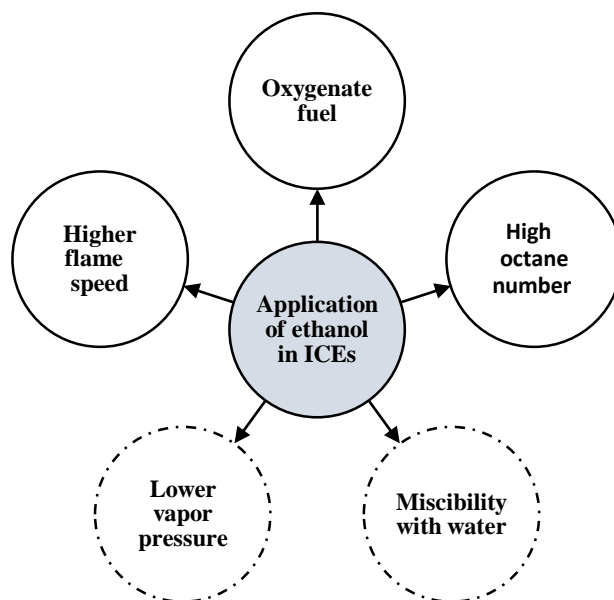 Oxygenate
fuel
Higher
flame
speed
High
octane
number
Application
of ethanol
in ICEs
Lower
vapor
pressure
Miscibility
with water